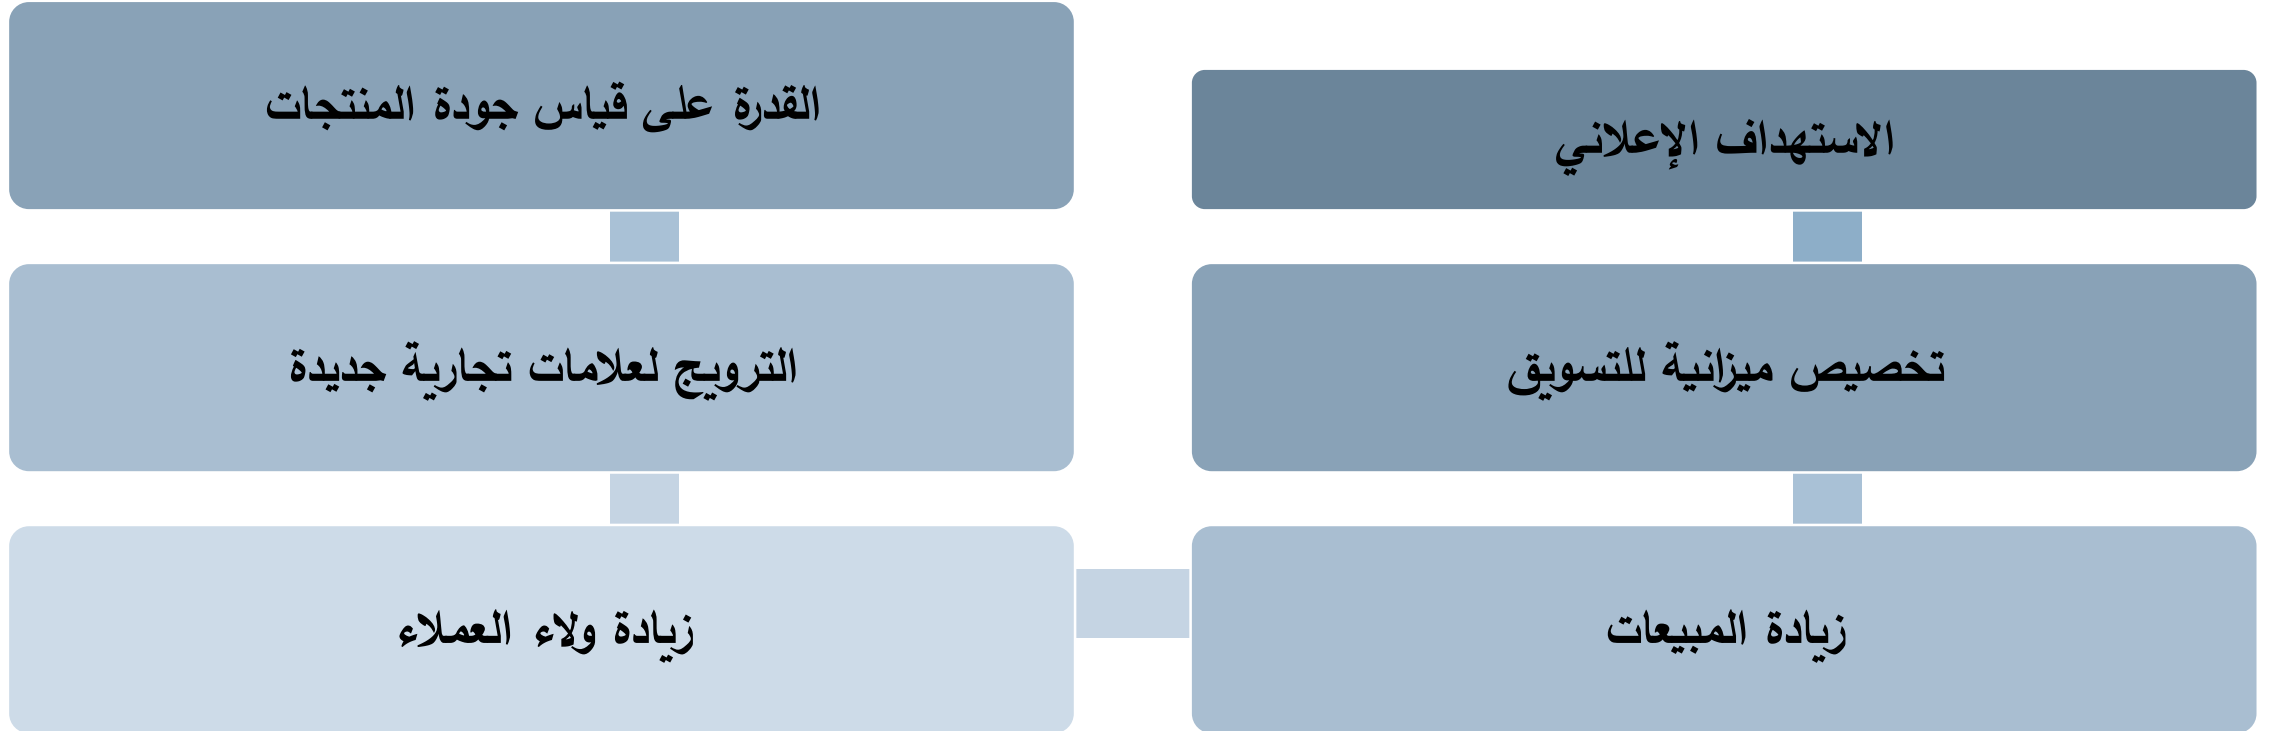 الاستهداف الإعلاني
تخصيص ميزانية للتسويق
زيادة المبيعات
زيادة ولاء العملاء
الترويج لعلامات تجارية جديدة
القدرة على قياس جودة المنتجات